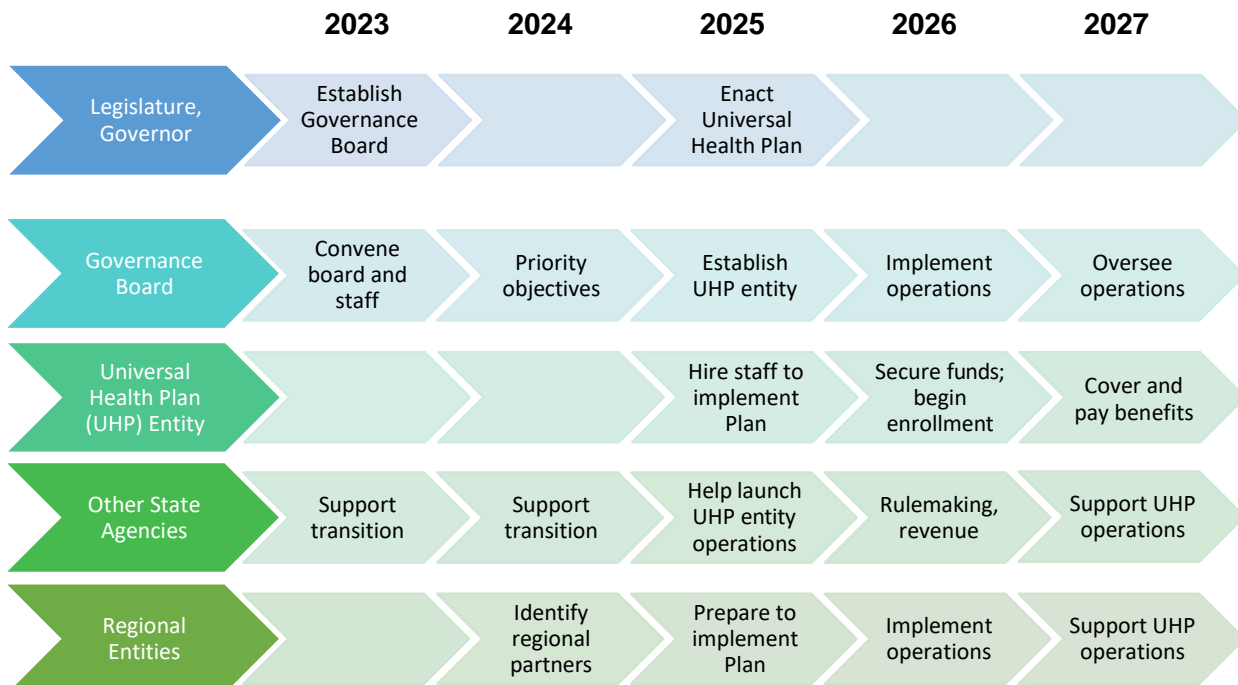 2023 2024 2025 2026 2027
Legislature,
Governor
Establish
Governance
Board
Enact
Universal
Health Plan
Governance
Board
Convene
board and
staff
Priority
objectives
Establish
UHP entity
Implement
operations
Oversee
operations
Universal
Health Plan
(UHP) Entity
Hire staff to
implement
Plan
Secure funds;
begin
enrollment
Cover and
pay benefits
Other State
Agencies
Support
transition
Support
transition
Help launch
UHP entity
operations
Rulemaking,
revenue
Support UHP
operations
Regional
Entities
Identify
regional
partners
Prepare to
implement
Plan
Implement
operations
Support UHP
operations